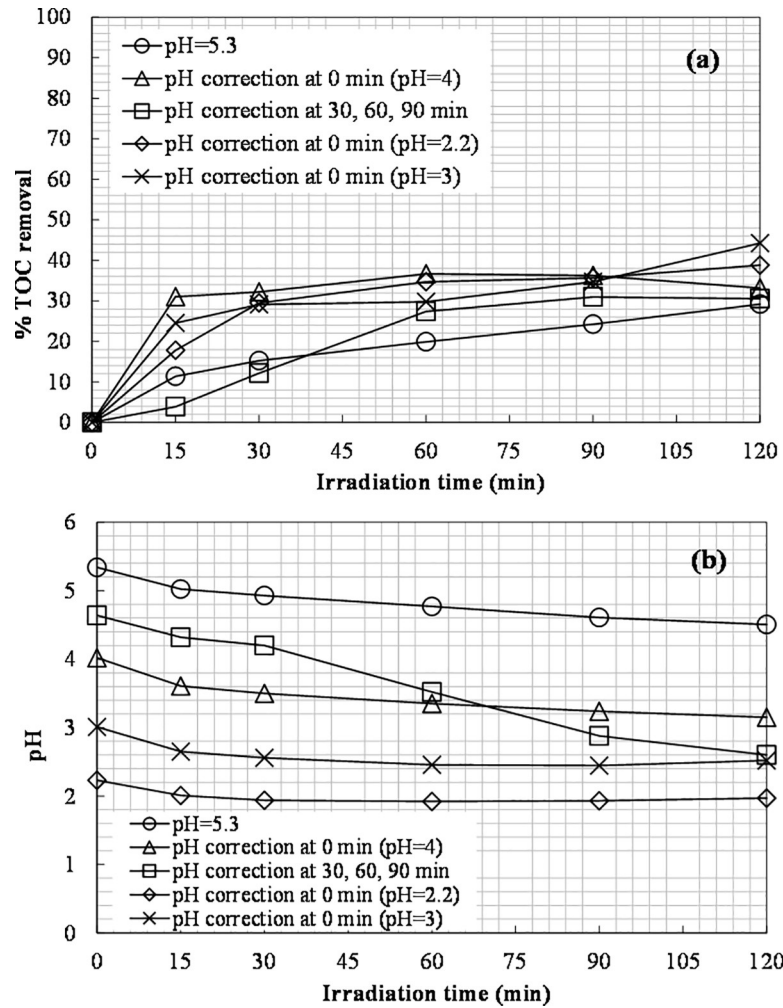 100
90
80
70
60
50
40
30
20
10
0
% TOC removal
(a)
pH=5.3
pH correction at 0 min (pH=4)
pH correction at 30, 60, 90 min
pH correction at 0 min (pH=2.2)
pH correction at 0 min (pH=3)
0 15 30 45 60 75 90 105 120
Irradiation time (min)
6
5
4
3
2
1
0
pH
(b)
pH=5.3
pH correction at 0 min (pH=4)
pH correction at 30, 60, 90 min
pH correction at 0 min (pH=2.2)
pH correction at 0 min (pH=3)
0 15 30 45 60 75 90 105 120
Irradiation time (min)